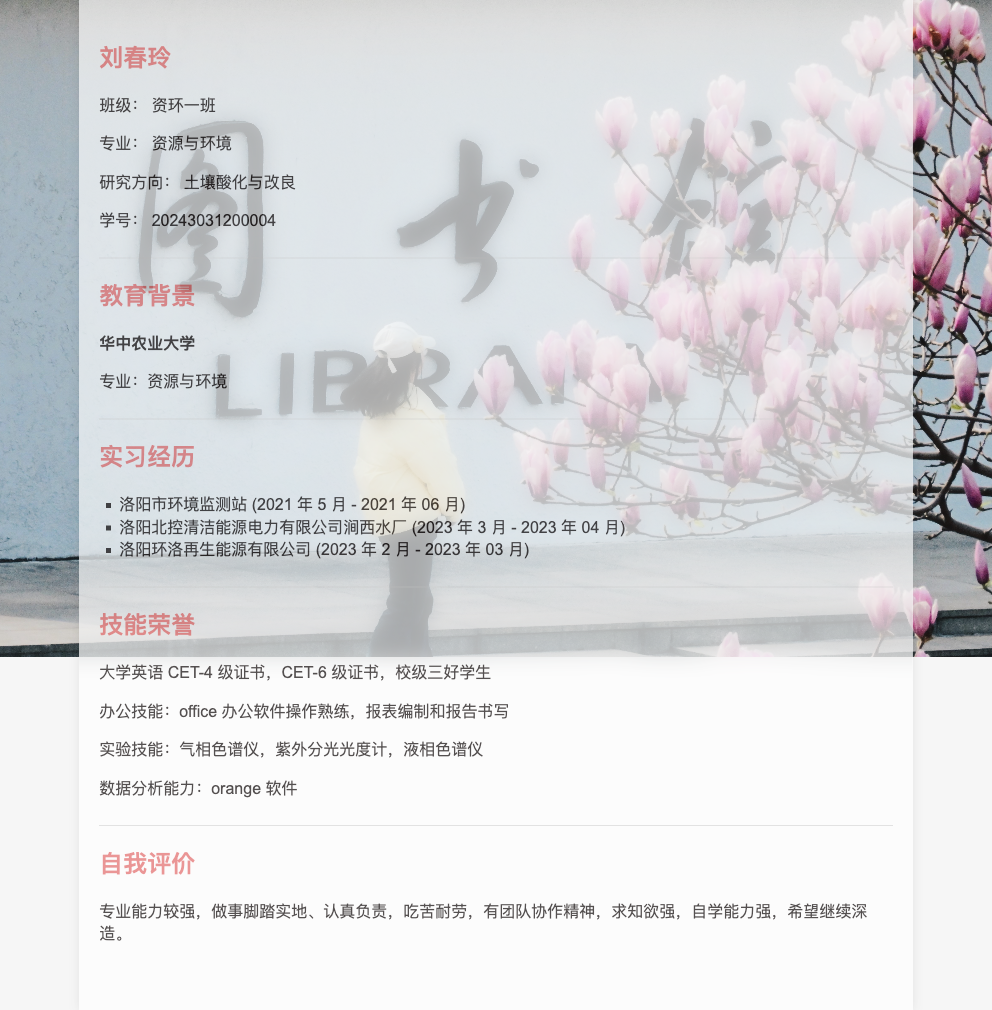 刘春玲
班级： 资环一班
专业： 资源与环境
研究方向： 土壤酸化与改良
学号： 20243031200004
图书馆
教育背景
华中农业大学
LIBRARY
专业：资源与环境
实习经历
洛阳市环境监测站 (2021 年 5 月 - 2021 年 06 月)
洛阳北控清洁能源电力有限公司涧西水厂 (2023 年 3 月 - 2023 年 04 月)
洛阳环洛再生能源有限公司 (2023 年 2 月 - 2023 年 03 月)
技能荣誉
大学英语 CET-4 级证书，CET-6 级证书，校级三好学生
办公技能：office 办公软件操作熟练，报表编制和报告书写
实验技能：气相色谱仪，紫外分光光度计，液相色谱仪
数据分析能力：orange 软件
自我评价
专业能力较强，做事脚踏实地、认真负责，吃苦耐劳，有团队协作精神，求知欲强，自学能力强，希望继续深
造。